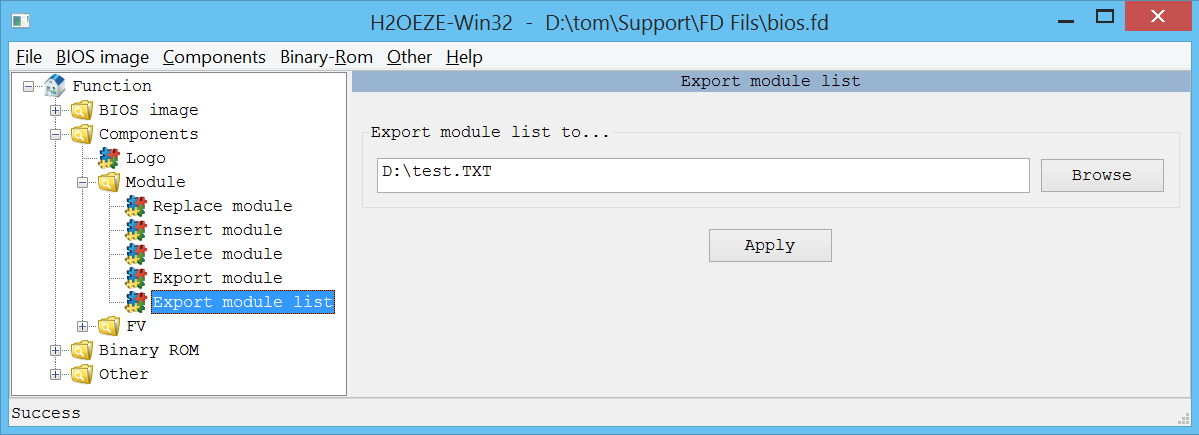 H2OEZE-Win32 - D:\tom\Support\FD Fils\bios.fd
File BIOS image Components Binary-Rom Other Help
Function
BIOS image
Components
Logo
Module
Replace module
Insert module
Delete module
Export module
Export module list
FV
Binary ROM
Other
Export module list
Export module list to...
D:\test.TXT
Browse
Apply
Success